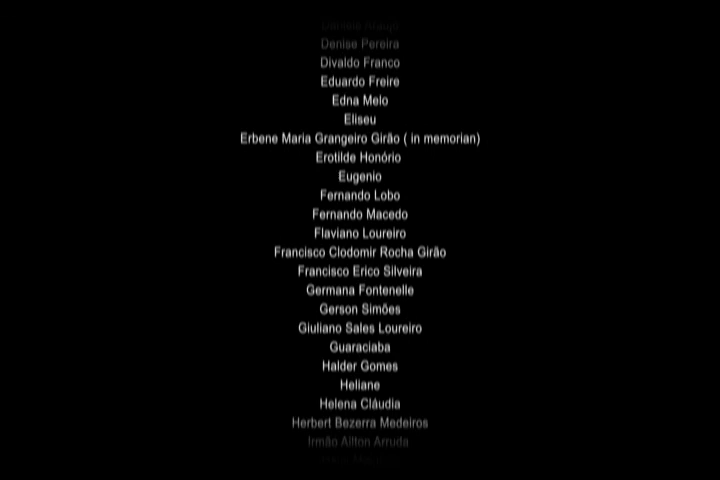 Denise Pereira
Divaldo Franco
Eduardo Freire
Edna Melo
Eliseu
Erbene Maria Grangeiro Girão ( in memorian)
Erotilde Honório
Eugenio
Fernando Lobo
Fernando Macedo
Flaviano Loureiro
Francisco Clodomir Rocha Girão
Francisco Erico Silveira
Germana Fontenelle
Gerson Simões
Giuliano Sales Loureiro
Guaraciaba
Halder Gomes
Heliane
Helena Cláudia
Herbert Bezerra Medeiros
Irmão Ailton Arruda